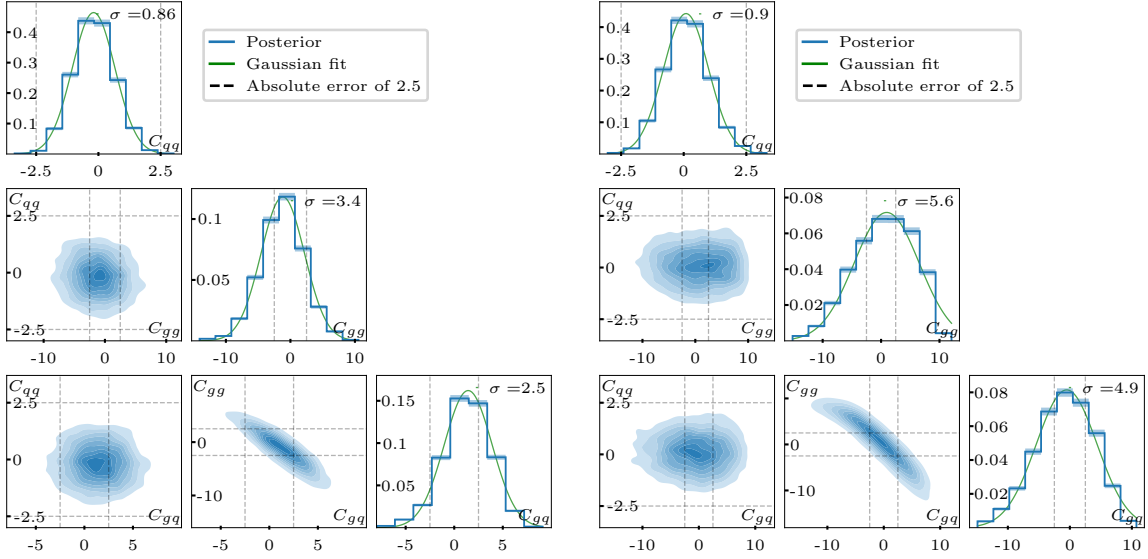 σ =0.86
0.4
0.3
0.2
0.1
C_qq
-2.5 0 2.5
Posterior
Gaussian fit
Absolute error of 2.5
σ =0.9
0.4
0.3
0.2
0.1
C_qq
-2.5 0 2.5
Posterior
Gaussian fit
Absolute error of 2.5
C_qq
2.5
0
-2.5
C_gg
-10 0 10
σ =3.4
0.1
0.05
C_gg
-10 0 10
C_qq
2.5
0
-2.5
C_gg
-10 0 10
σ =5.6
0.08
0.06
0.04
0.02
C_gg
-10 0 10
C_qq
2.5
0
-2.5
C_gq
-5 0 5
C_gg
0
-10
C_gq
-5 0 5
σ =2.5
0.15
0.1
0.05
C_gq
-5 0 5
C_qq
2.5
0
-2.5
C_gq
-10 0 10
C_gg
0
-10
C_gq
-10 0 10
σ =4.9
0.08
0.06
0.04
0.02
C_gq
-10 0 10